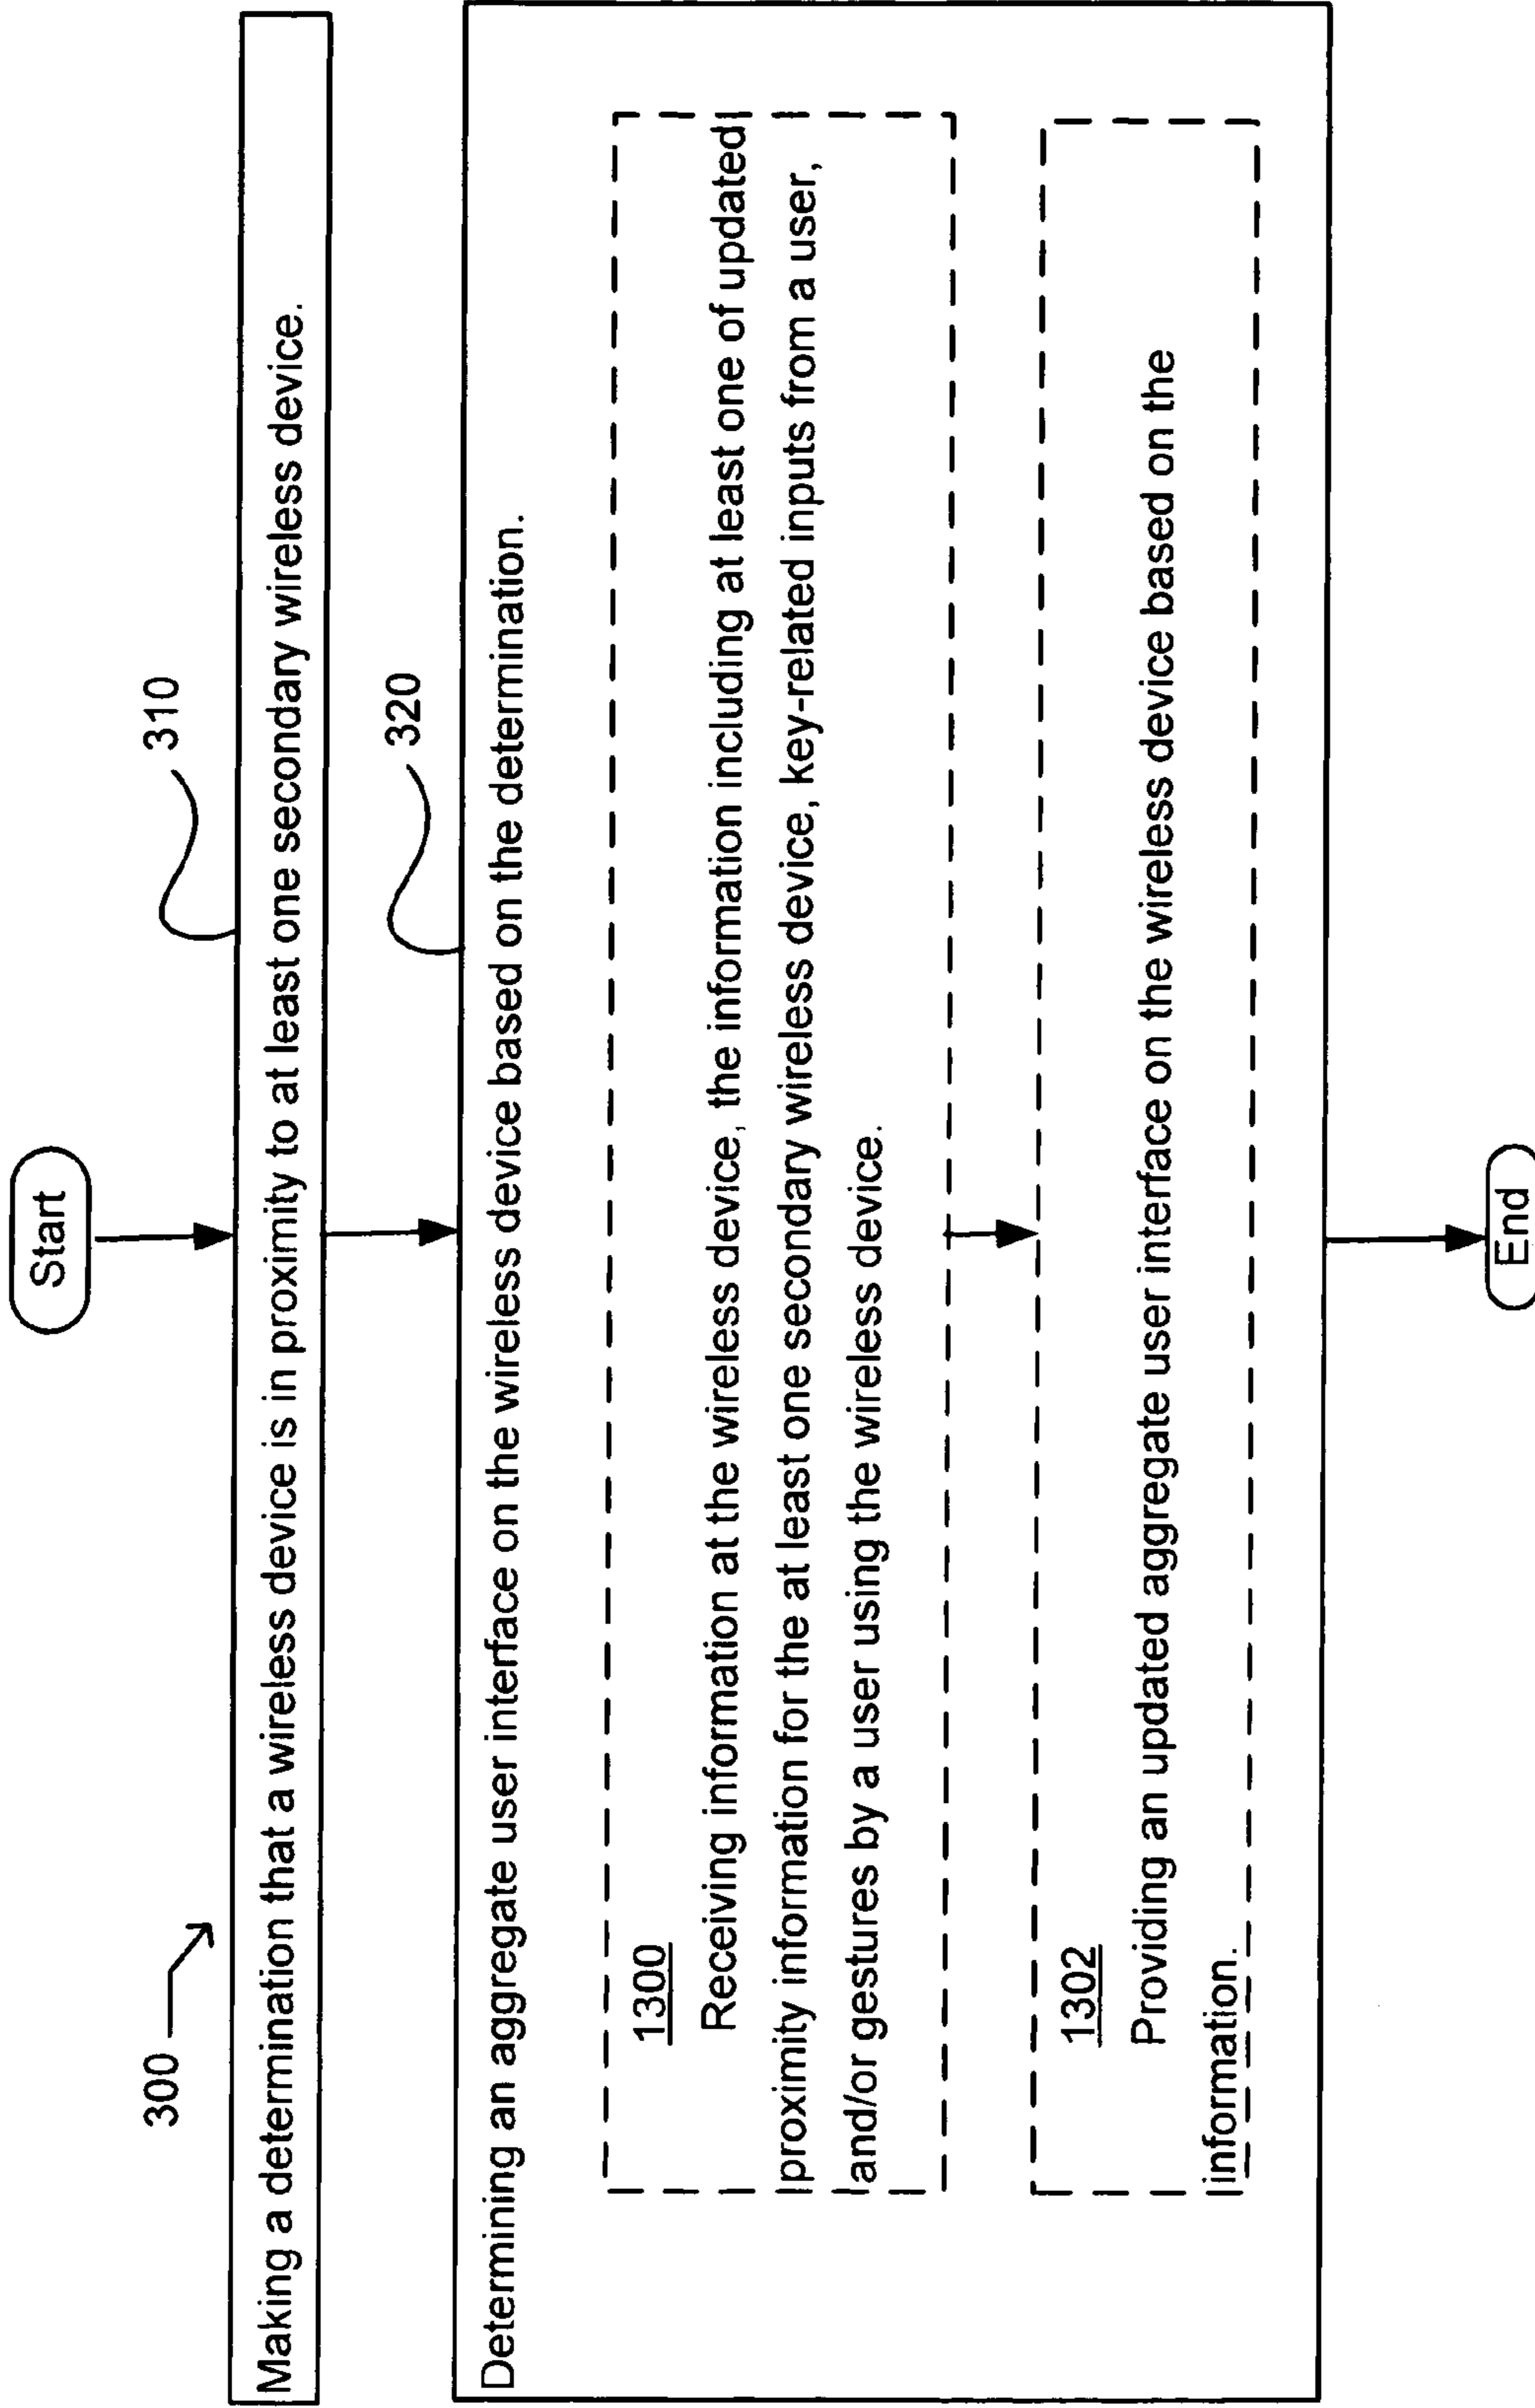 Start
300
310
Making a determination that a wireless device is in proximity to at least one secondary wireless device.
320
Determining an aggregate user interface on the wireless device based on the determination.
1300
Receiving information at the wireless device, the information including at least one of updated
proximity information for the at least one secondary wireless device, key-related inputs from a user,
and/or gestures by a user using the wireless device.
1302
Providing an updated aggregate user interface on the wireless device based on the
information.
End